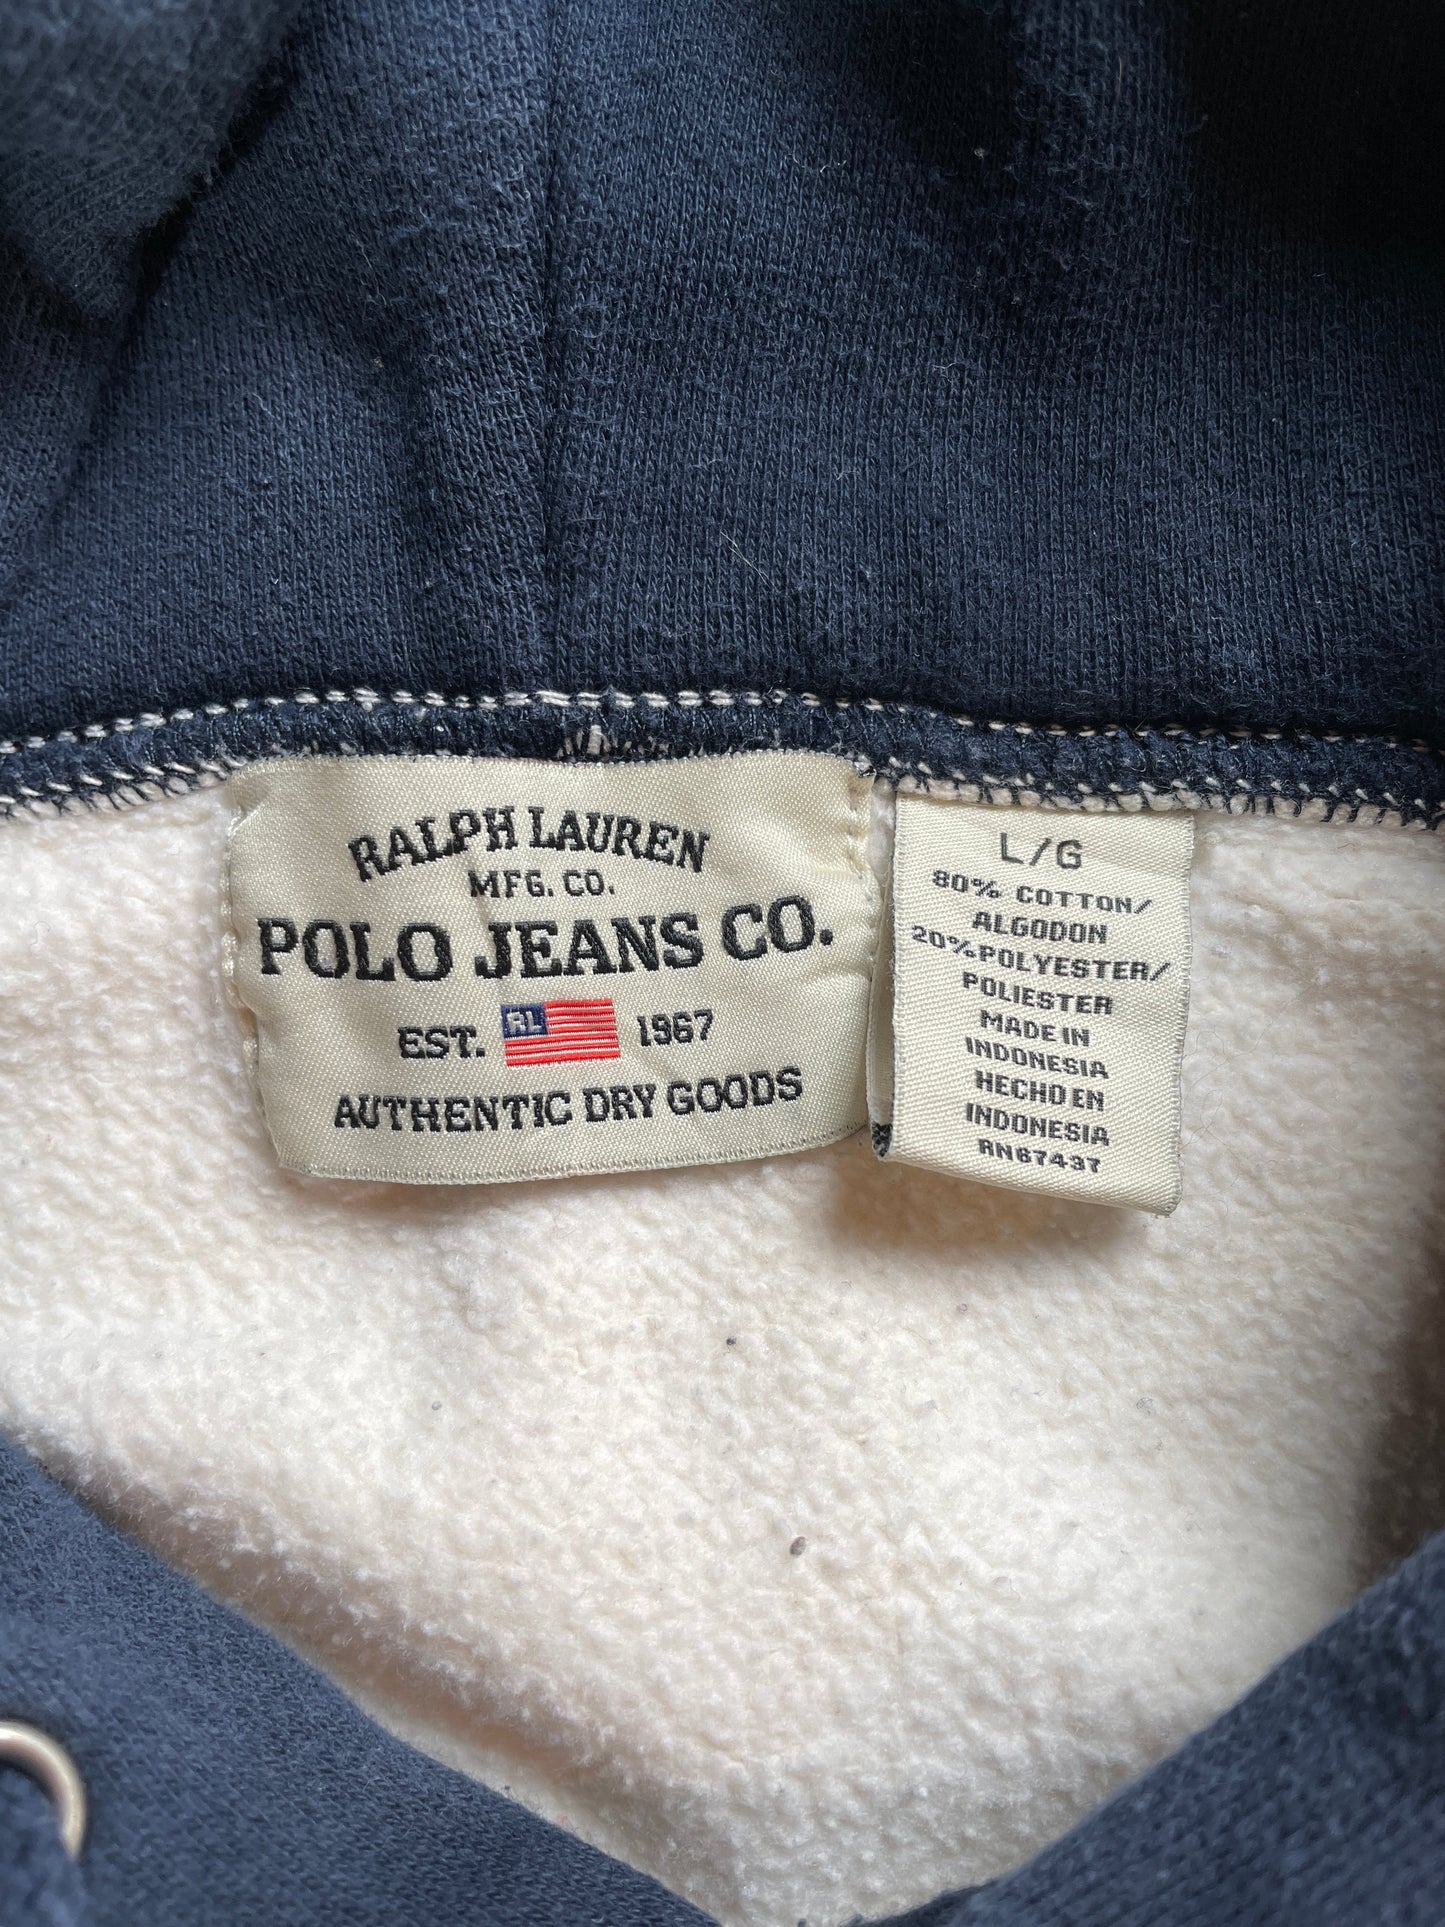 RALPH LAUREN
MFG. CO.
POLO JEANS CO.
EST. RL 1967
AUTHENTIC DRY GOODS
L/G
80% COTTON/
ALGODON
20%POLYESTER/
POLIESTER
MADE IN
INDONESIA
HECHO EN
INDONESIA
RN67437